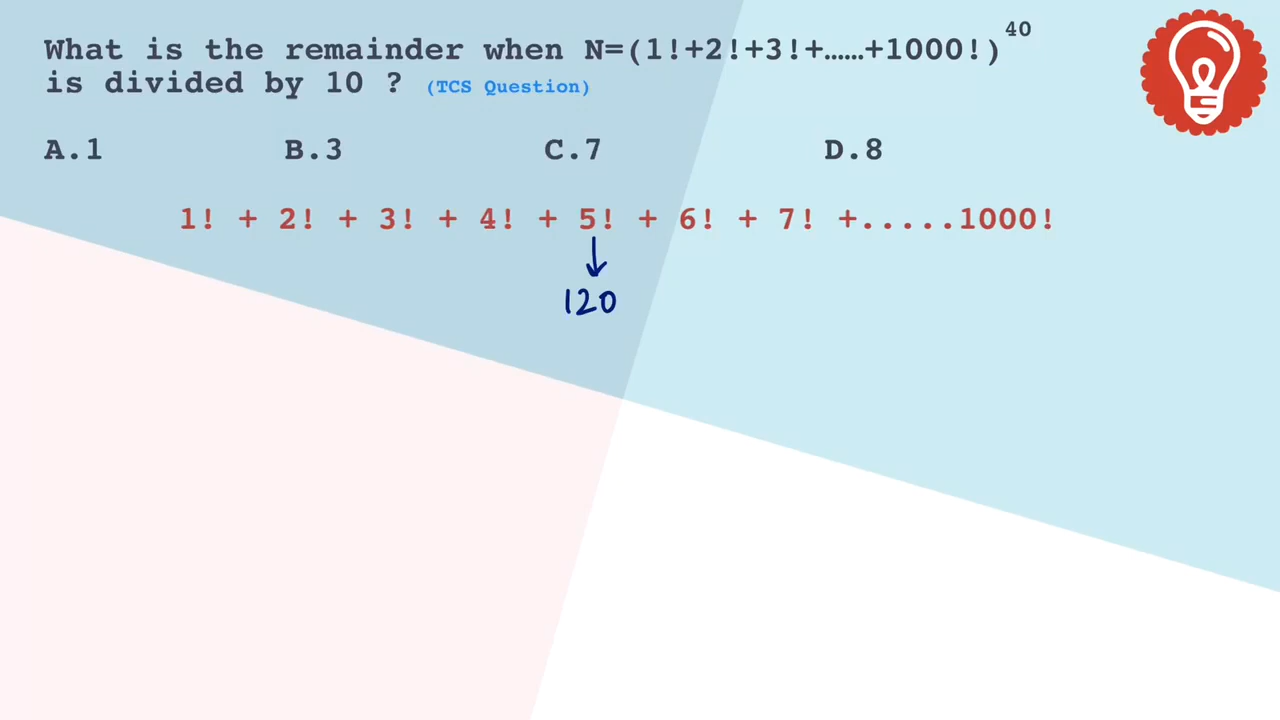 What is the remainder when N=(1!+2!+3!+……+1000!)⁴⁰
is divided by 10 ? (TCS Question)
A.1 B.3 C.7 D.8
1! + 2! + 3! + 4! + 5! + 6! + 7! +.....1000!
120